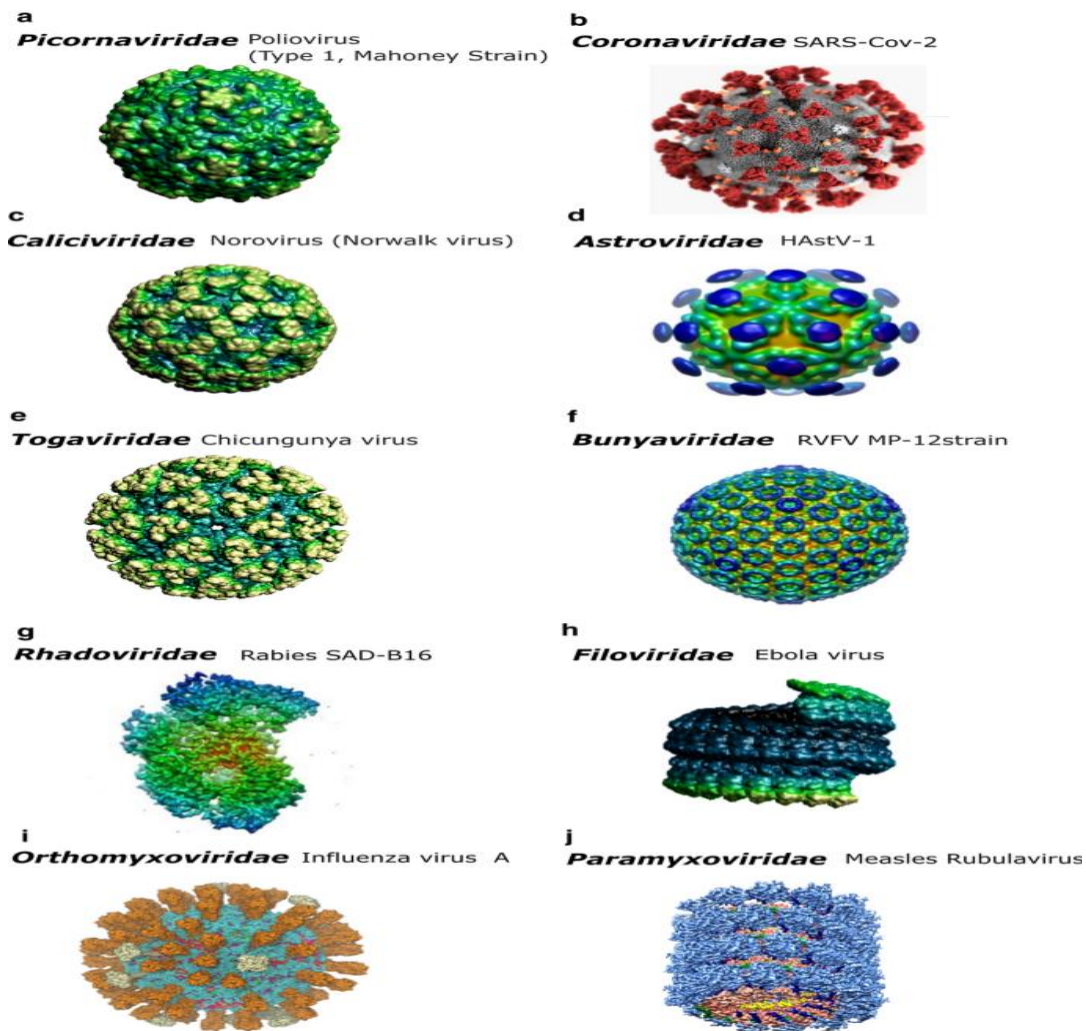 a
Picornaviridae Poliovirus
(Type 1, Mahoney Strain)
b
Coronaviridae SARS-Cov-2
c
Caliciviridae Norovirus (Norwalk virus)
d
Astroviridae HAstV-1
e
Togaviridae Chicungunya virus
f
Bunyaviridae RVFV MP-12strain
g
Rhadoviridae Rabies SAD-B16
h
Filoviridae Ebola virus
i
Orthomyxoviridae Influenza virus A
j
Paramyxoviridae Measles Rubulavirus